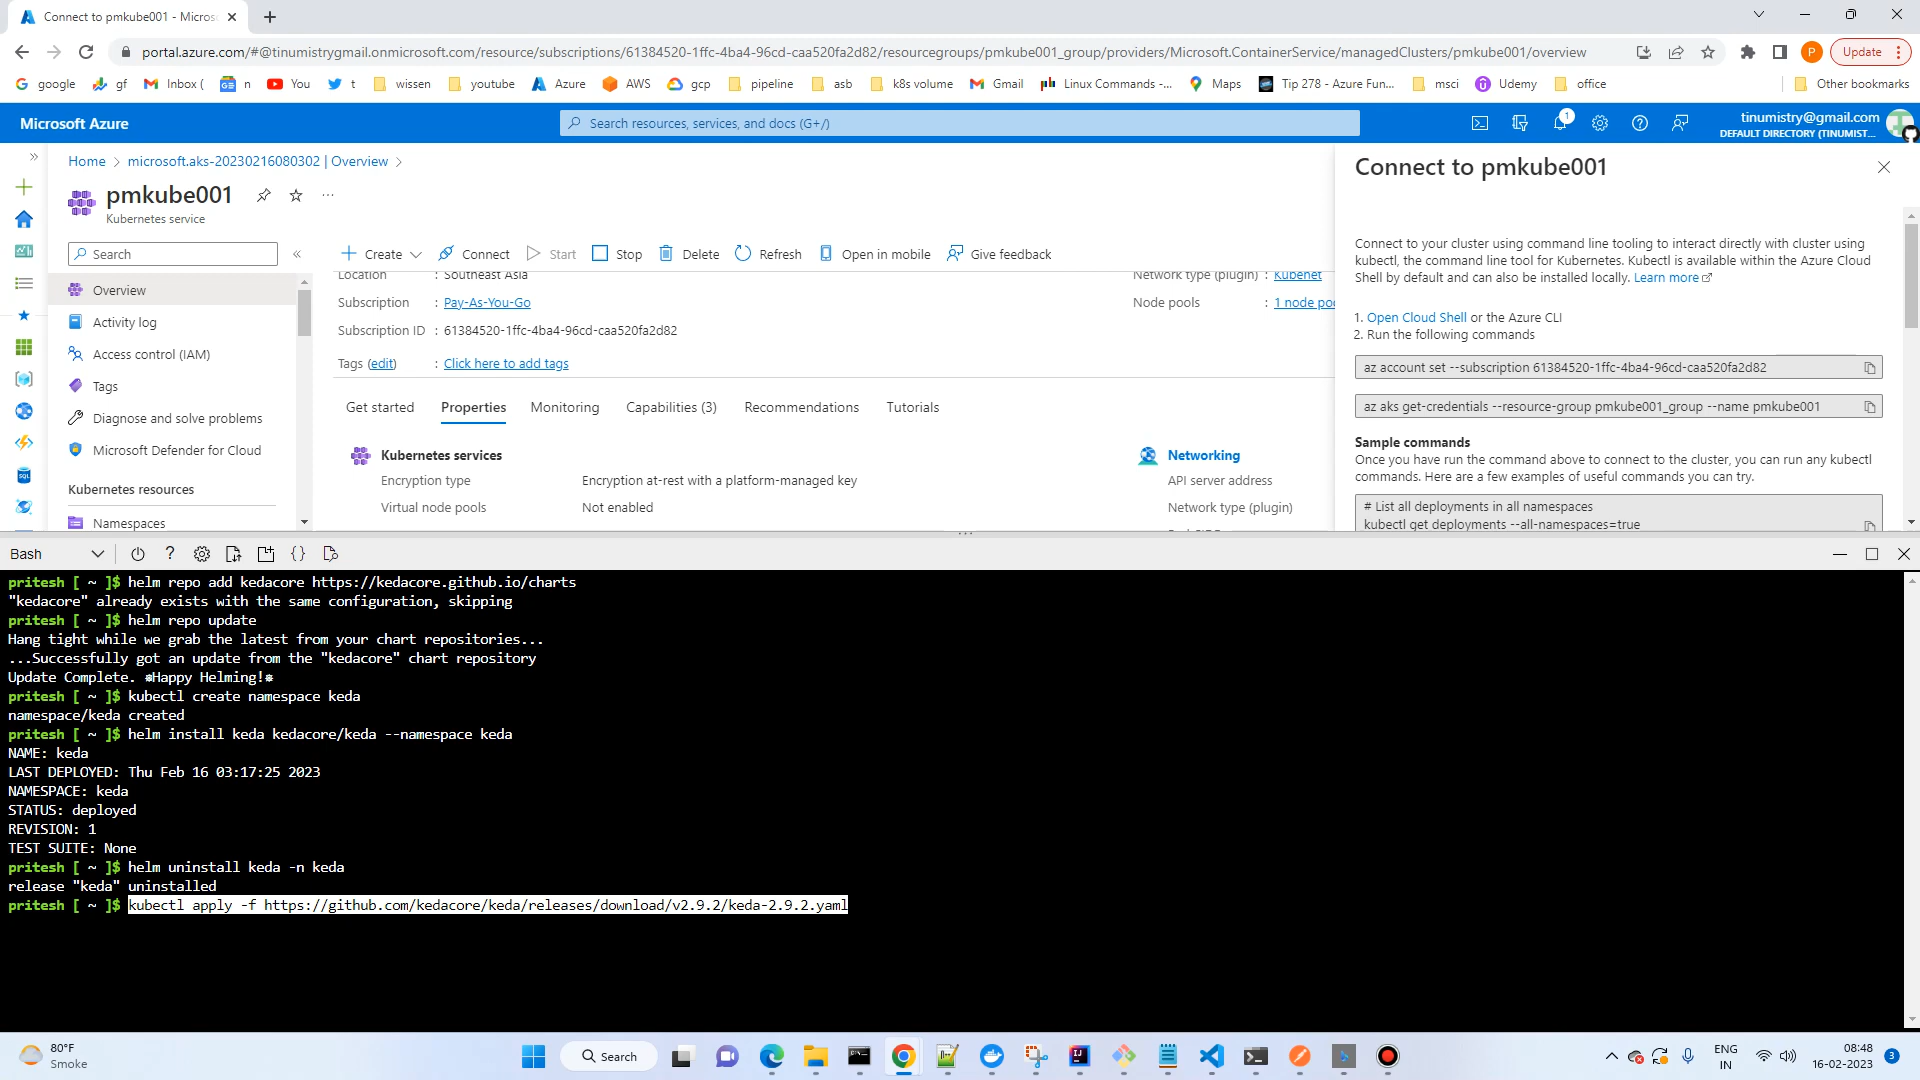 Connect to pmkube001 - Micros
portal.azure.com/#@tinumistrygmail.onmicrosoft.com/resource/subscriptions/61384520-1ffc-4ba4-96cd-caa520fa2d82/resourcegroups/pmkube001_group/providers/Microsoft.ContainerService/managedClusters/pmkube001/overview
P
Update
google
gf
Inbox (
n
You
t
wissen
youtube
Azure
AWS
gcp
pipeline
asb
k8s volume
Gmail
Linux Commands -...
Maps
Tip 278 - Azure Fun...
msci
Udemy
office
Other bookmarks
Microsoft Azure
Search resources, services, and docs (G+/)
1
tinumistry@gmail.com
DEFAULT DIRECTORY (TINUMIST...
Home > microsoft.aks-20230216080302 | Overview >
pmkube001
Kubernetes service
Search
Create
Connect
Start
Stop
Delete
Refresh
Open in mobile
Give feedback
Overview
Activity log
Access control (IAM)
Tags
Diagnose and solve problems
Microsoft Defender for Cloud
Kubernetes resources
Namespaces
Location : Southeast Asia
Subscription : Pay-As-You-Go
Subscription ID : 61384520-1ffc-4ba4-96cd-caa520fa2d82
Tags (edit) : Click here to add tags
Network type (plugin) : Kubenet
Node pools : 1 node poo
Get started
Properties
Monitoring
Capabilities (3)
Recommendations
Tutorials
Kubernetes services
Encryption type Encryption at-rest with a platform-managed key
Virtual node pools Not enabled
Networking
API server address
Network type (plugin)
Connect to pmkube001
Connect to your cluster using command line tooling to interact directly with cluster using
kubectl, the command line tool for Kubernetes. Kubectl is available within the Azure Cloud
Shell by default and can also be installed locally. Learn more
1. Open Cloud Shell or the Azure CLI
2. Run the following commands
az account set --subscription 61384520-1ffc-4ba4-96cd-caa520fa2d82
az aks get-credentials --resource-group pmkube001_group --name pmkube001
Sample commands
Once you have run the command above to connect to the cluster, you can run any kubectl
commands. Here are a few examples of useful commands you can try.
# List all deployments in all namespaces
kubectl get deployments --all-namespaces=true
Bash
pritesh [ ~ ]$ helm repo add kedacore https://kedacore.github.io/charts
"kedacore" already exists with the same configuration, skipping
pritesh [ ~ ]$ helm repo update
Hang tight while we grab the latest from your chart repositories...
...Successfully got an update from the "kedacore" chart repository
Update Complete. ⎈Happy Helming!⎈
pritesh [ ~ ]$ kubectl create namespace keda
namespace/keda created
pritesh [ ~ ]$ helm install keda kedacore/keda --namespace keda
NAME: keda
LAST DEPLOYED: Thu Feb 16 03:17:25 2023
NAMESPACE: keda
STATUS: deployed
REVISION: 1
TEST SUITE: None
pritesh [ ~ ]$ helm uninstall keda -n keda
release "keda" uninstalled
pritesh [ ~ ]$ kubectl apply -f https://github.com/kedacore/keda/releases/download/v2.9.2/keda-2.9.2.yaml
80°F
Smoke
Search
ENG
IN
08:48
16-02-2023
3